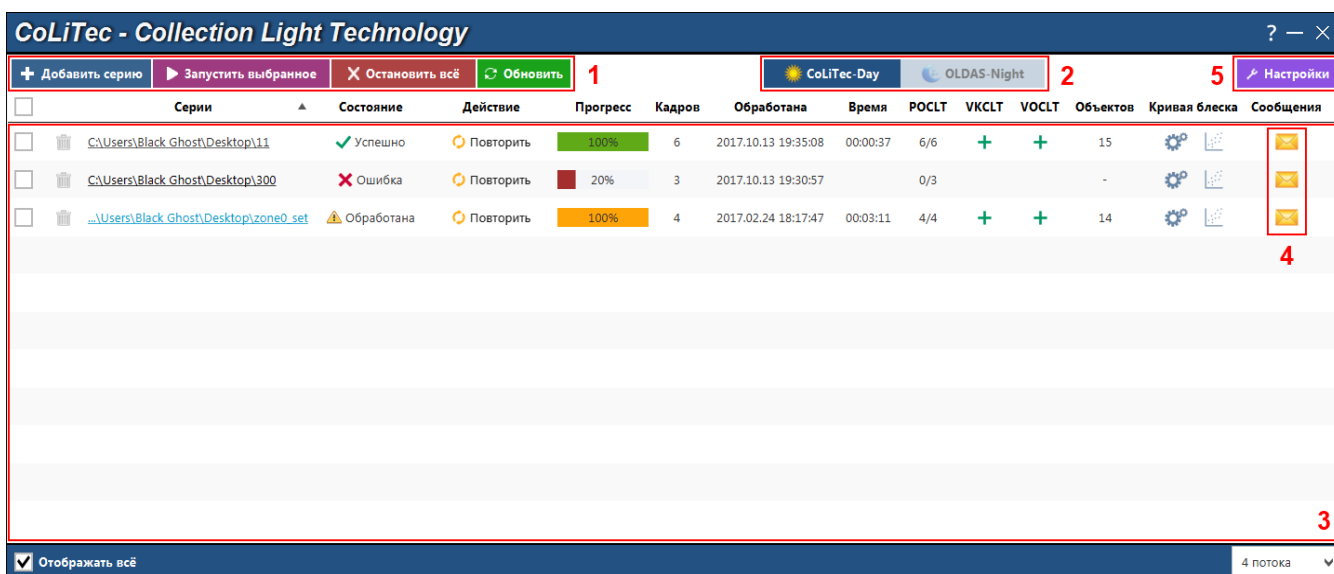 CoLiTec - Collection Light Technology ? — ×
Добавить серию Запустить выбранное Остановить всё Обновить 1 CoLiTec-Day OLDAS-Night 2 5 Настройки
Серии Состояние Действие Прогресс Кадров Обработана Время POCLT VKCLT VOCLT Объектов Кривая блеска Сообщения
C:\Users\Black Ghost\Desktop\11 Успешно Повторить 100% 6 2017.10.13 19:35:08 00:00:37 6/6 + + 15
C:\Users\Black Ghost\Desktop\300 Ошибка Повторить 20% 3 2017.10.13 19:30:57 0/3 -
...\Users\Black Ghost\Desktop\zone0_set Обработана Повторить 100% 4 2017.02.24 18:17:47 00:03:11 4/4 + + 14
4
3
Отображать всё 4 потока